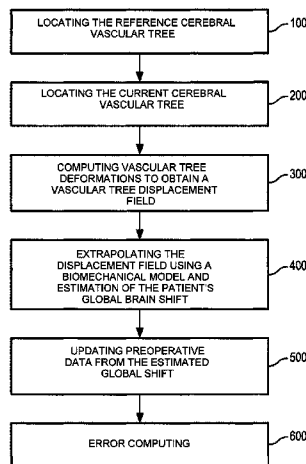 LOCATING THE REFERENCE CEREBRAL
VASCULAR TREE
100
LOCATING THE CURRENT CEREBRAL
VASCULAR TREE
200
COMPUTING VASCULAR TREE
DEFORMATIONS TO OBTAIN A
VASCULAR TREE DISPLACEMENT
FIELD
300
EXTRAPOLATING THE
DISPLACEMENT FIELD USING A
BIOMECHANICAL MODEL AND
ESTIMATION OF THE PATIENT'S
GLOBAL BRAIN SHIFT
400
UPDATING PREOPERATIVE
DATA FROM THE ESTIMATED
GLOBAL SHIFT
500
ERROR COMPUTING
600